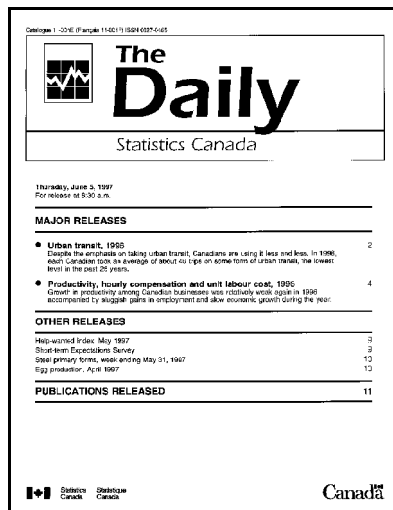 Catalogue 11-001E (Français 11-001F) ISSN 0827-0465
The
Daily
Statistics Canada
Thursday, June 5, 1997
For release at 8:30 a.m.
MAJOR RELEASES
● Urban transit, 1996 2
Despite the emphasis on taking urban transit, Canadians are using it less and less. In 1996,
each Canadian took an average of about 48 trips on some form of urban transit, the lowest
level in the past 25 years.
● Productivity, hourly compensation and unit labour cost, 1996 4
Growth in productivity among Canadian businesses was relatively weak again in 1996
accompanied by sluggish gains in employment and slow economic growth during the year.
OTHER RELEASES
Help-wanted index, May 1997 9
Short-term Expectations Survey 9
Steel primary forms, week ending May 31, 1997 10
Egg production, April 1997 10
PUBLICATIONS RELEASED 11
Statistics Canada
Statistique Canada
Canada